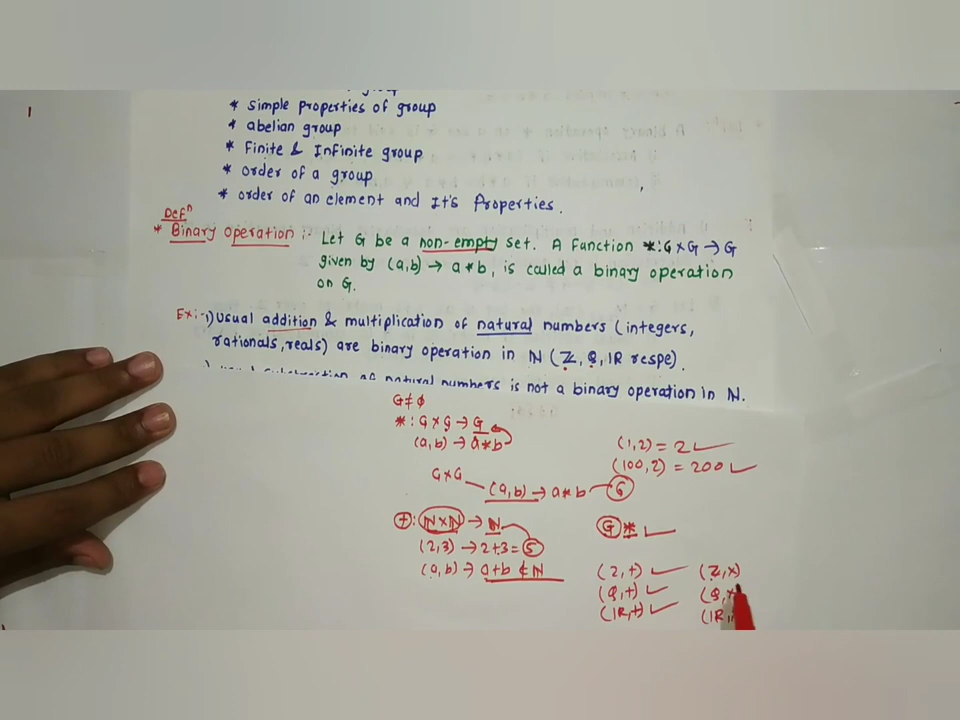 1
* Simple Properties of group
* abelian group
* Finite & Infinite group
* order of a group
* order of an element and It's Properties.
Defⁿ
* Binary operation :- Let G be a non-empty set. A function *: G×G → G
given by (a,b) → a*b, is called a binary operation
on G.
Ex:- 1) Usual addition & multiplication of natural numbers (integers,
rationals, reals) are binary operation in ℕ (ℤ, Q, ℝ respe).
of natural numbers is not a binary operation in ℕ.
G ≠ φ
*: G×G → G
(a,b) → a*b
(1,2) = 2 ✓
(100,2) = 200 ✓
G×G
(a,b) → a*b G
+: ℕ×ℕ → ℕ
(2,3) → 2+3 = 5
(a,b) → a+b ∉ ℕ
G * ✓
(Z,+) ✓ (Z,×)
(Q,+) ✓ (Q,
(ℝ,+) ✓ (ℝ,